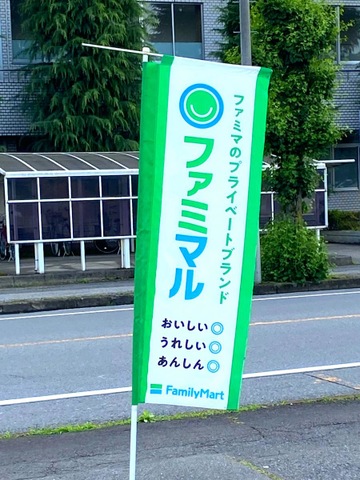 ファミマのプライベートブランド
ファミマル
おいしい◎
うれしい◎
あんしん◎
FamilyMart